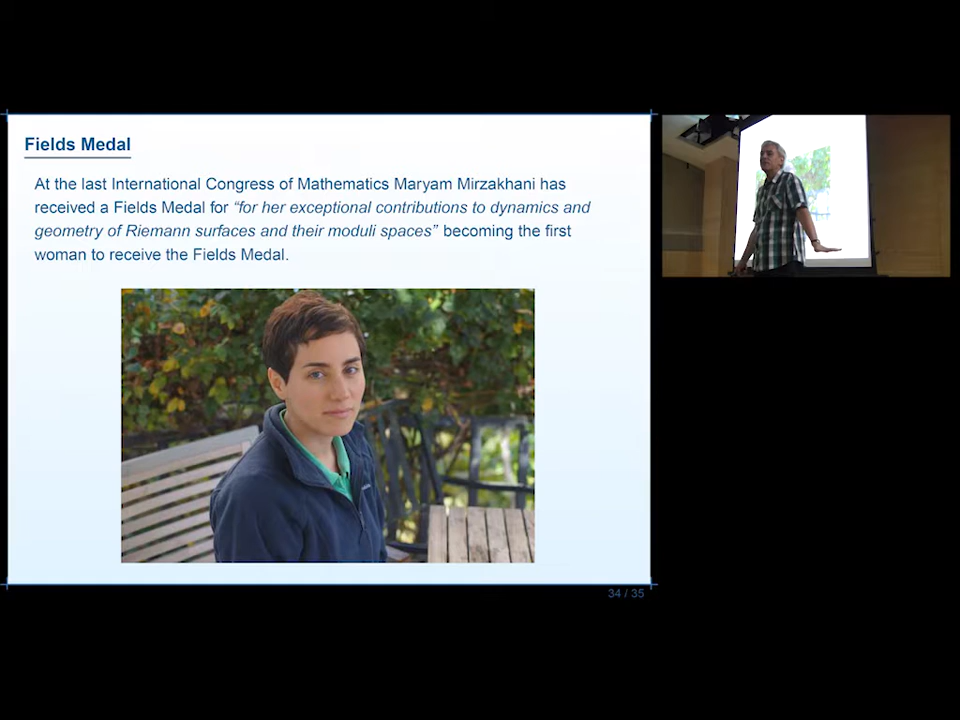 Fields Medal
At the last International Congress of Mathematics Maryam Mirzakhani has
received a Fields Medal for “for her exceptional contributions to dynamics and
geometry of Riemann surfaces and their moduli spaces” becoming the first
woman to receive the Fields Medal.
34 / 35